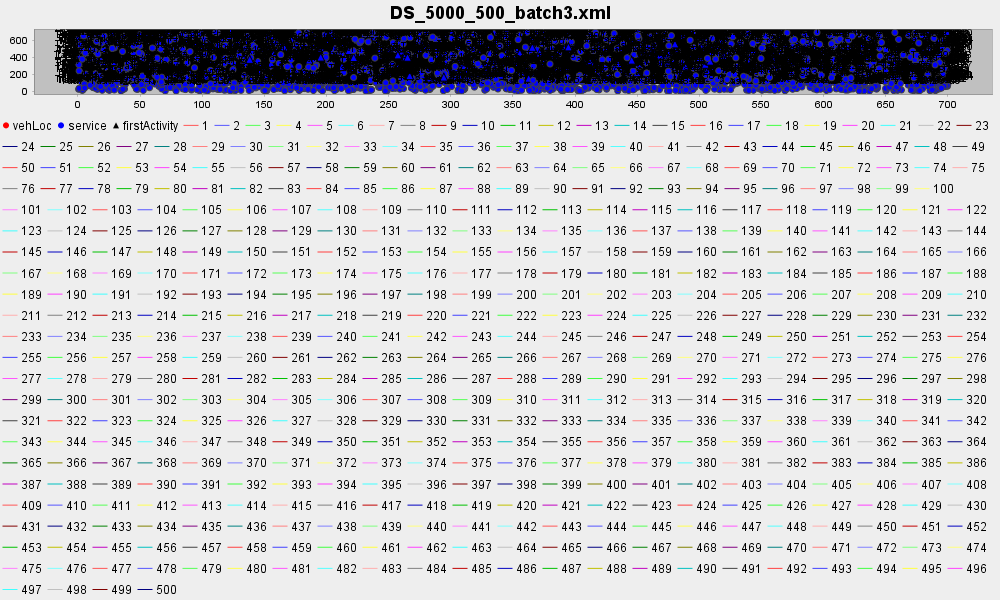 DS_5000_500_batch3.xml
600
400
200
0
0 50 100 150 200 250 300 350 400 450 500 550 600 650 700
vehLoc service firstActivity 1 2 3 4 5 6 7 8 9 10 11 12 13 14 15 16 17 18 19 20 21 22 23
24 25 26 27 28 29 30 31 32 33 34 35 36 37 38 39 40 41 42 43 44 45 46 47 48 49
50 51 52 53 54 55 56 57 58 59 60 61 62 63 64 65 66 67 68 69 70 71 72 73 74 75
76 77 78 79 80 81 82 83 84 85 86 87 88 89 90 91 92 93 94 95 96 97 98 99 100
101 102 103 104 105 106 107 108 109 110 111 112 113 114 115 116 117 118 119 120 121 122
123 124 125 126 127 128 129 130 131 132 133 134 135 136 137 138 139 140 141 142 143 144
145 146 147 148 149 150 151 152 153 154 155 156 157 158 159 160 161 162 163 164 165 166
167 168 169 170 171 172 173 174 175 176 177 178 179 180 181 182 183 184 185 186 187 188
189 190 191 192 193 194 195 196 197 198 199 200 201 202 203 204 205 206 207 208 209 210
211 212 213 214 215 216 217 218 219 220 221 222 223 224 225 226 227 228 229 230 231 232
233 234 235 236 237 238 239 240 241 242 243 244 245 246 247 248 249 250 251 252 253 254
255 256 257 258 259 260 261 262 263 264 265 266 267 268 269 270 271 272 273 274 275 276
277 278 279 280 281 282 283 284 285 286 287 288 289 290 291 292 293 294 295 296 297 298
299 300 301 302 303 304 305 306 307 308 309 310 311 312 313 314 315 316 317 318 319 320
321 322 323 324 325 326 327 328 329 330 331 332 333 334 335 336 337 338 339 340 341 342
343 344 345 346 347 348 349 350 351 352 353 354 355 356 357 358 359 360 361 362 363 364
365 366 367 368 369 370 371 372 373 374 375 376 377 378 379 380 381 382 383 384 385 386
387 388 389 390 391 392 393 394 395 396 397 398 399 400 401 402 403 404 405 406 407 408
409 410 411 412 413 414 415 416 417 418 419 420 421 422 423 424 425 426 427 428 429 430
431 432 433 434 435 436 437 438 439 440 441 442 443 444 445 446 447 448 449 450 451 452
453 454 455 456 457 458 459 460 461 462 463 464 465 466 467 468 469 470 471 472 473 474
475 476 477 478 479 480 481 482 483 484 485 486 487 488 489 490 491 492 493 494 495 496
497 498 499 500